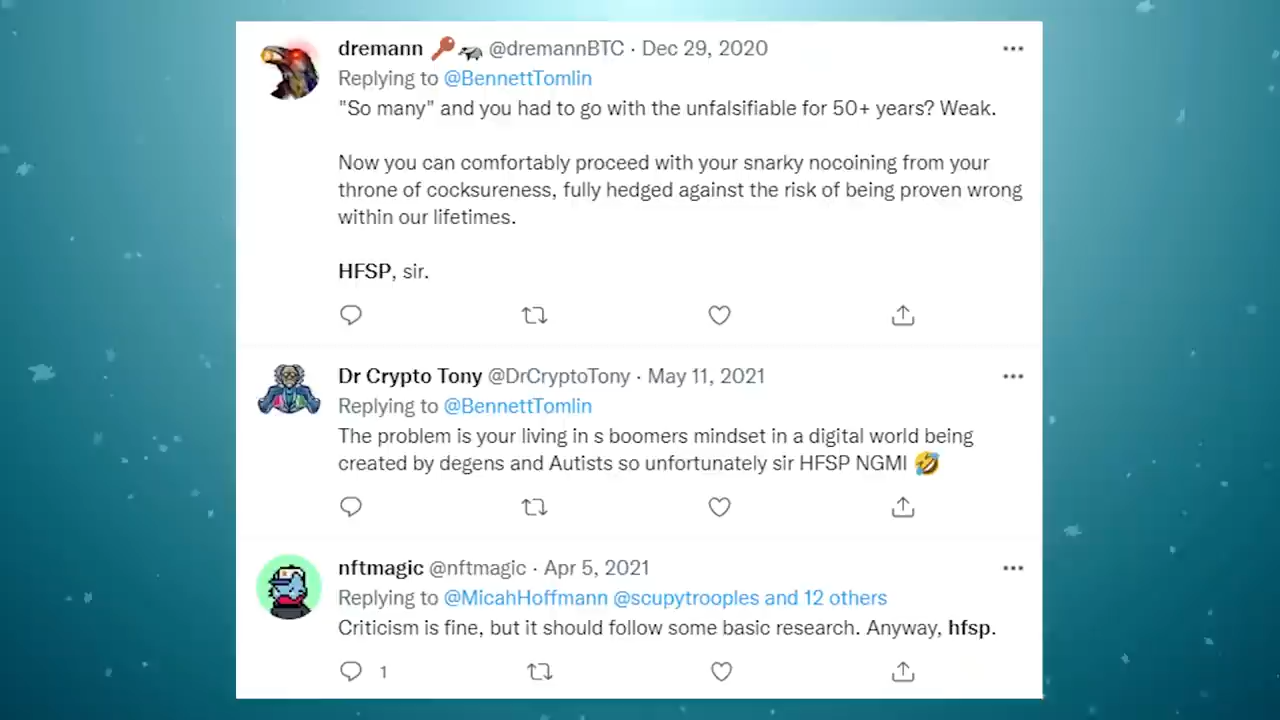 dremann 🔑🦡 @dremannBTC · Dec 29, 2020
Replying to @BennettTomlin
"So many" and you had to go with the unfalsifiable for 50+ years? Weak.
Now you can comfortably proceed with your snarky nocoining from your
throne of cocksureness, fully hedged against the risk of being proven wrong
within our lifetimes.
HFSP, sir.
Dr Crypto Tony @DrCryptoTony · May 11, 2021
Replying to @BennettTomlin
The problem is your living in s boomers mindset in a digital world being
created by degens and Autists so unfortunately sir HFSP NGMI 🤣
nftmagic @nftmagic · Apr 5, 2021
Replying to @MicahHoffmann @scupytrooples and 12 others
Criticism is fine, but it should follow some basic research. Anyway, hfsp.
1